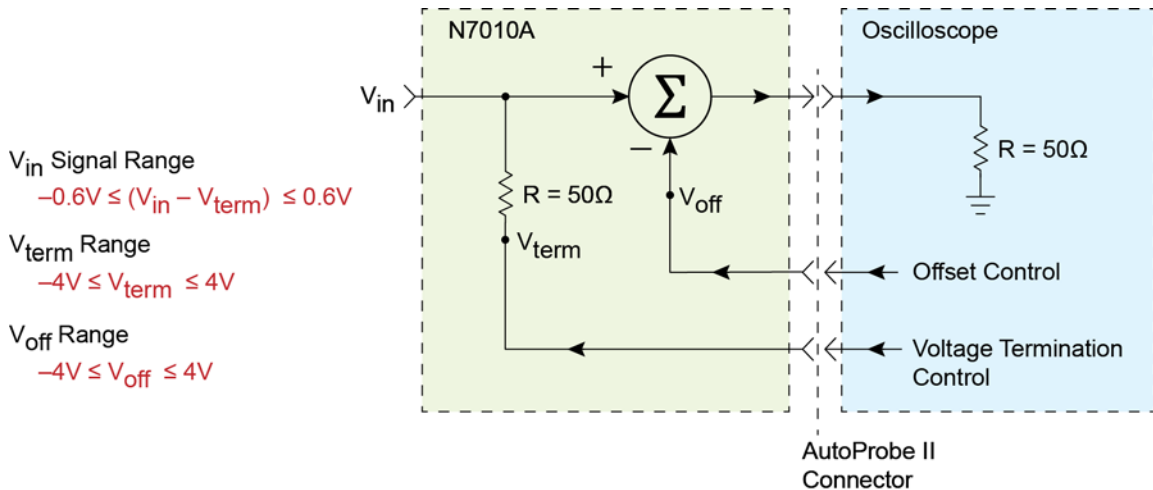 N7010A
Oscilloscope
+
Vin
Σ
−
R = 50Ω
Vin Signal Range
−0.6V ≤ (Vin − Vterm) ≤ 0.6V
R = 50Ω
Voff
Vterm Range
Vterm
−4V ≤ Vterm ≤ 4V
Offset Control
Voff Range
−4V ≤ Voff ≤ 4V
Voltage Termination
Control
AutoProbe II
Connector